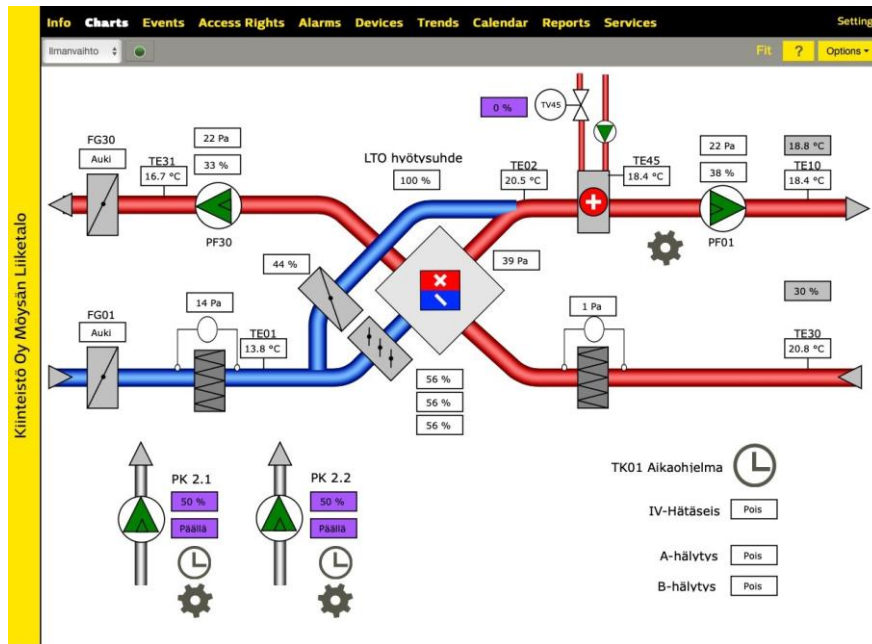 Info Charts Events Access Rights Alarms Devices Trends Calendar Reports Services Setting
Ilmanvaihto Fit ? Options
Kiinteistö Oy Möysän Liiketalo
0 %
TV45
FG30
Auki
TE31
16.7 °C
22 Pa
33 %
PF30
LTO hyötysuhde
100 %
TE02
20.5 °C
TE45
18.4 °C
22 Pa
38 %
PF01
18.8 °C
TE10
18.4 °C
44 %
39 Pa
30 %
FG01
Auki
14 Pa
TE01
13.8 °C
1 Pa
TE30
20.8 °C
56 %
56 %
56 %
PK 2.1
50 %
Päällä
PK 2.2
50 %
Päällä
TK01 Aikaohjelma
IV-Hätäseis Pois
A-hälytys Pois
B-hälytys Pois